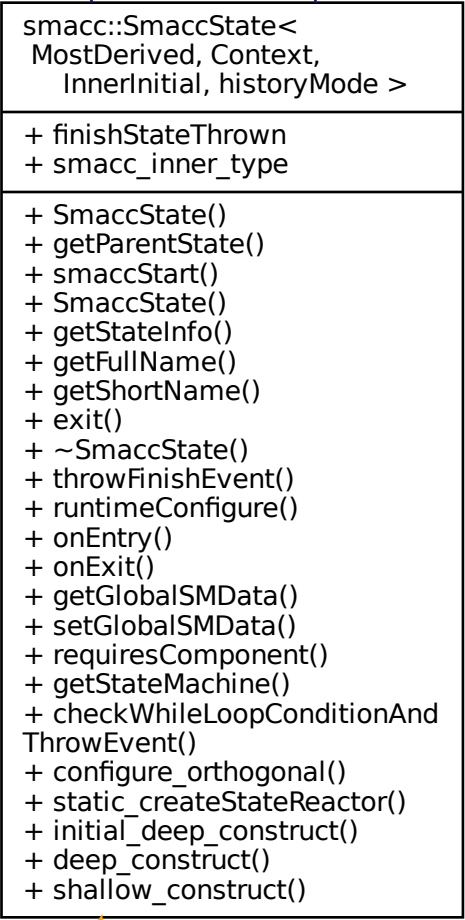 smacc::SmaccState<
MostDerived, Context,
InnerInitial, historyMode >
+ finishStateThrown
+ smacc_inner_type
+ SmaccState()
+ getParentState()
+ smaccStart()
+ SmaccState()
+ getStateInfo()
+ getFullName()
+ getShortName()
+ exit()
+ ~SmaccState()
+ throwFinishEvent()
+ runtimeConfigure()
+ onEntry()
+ onExit()
+ getGlobalSMData()
+ setGlobalSMData()
+ requiresComponent()
+ getStateMachine()
+ checkWhileLoopConditionAnd
ThrowEvent()
+ configure_orthogonal()
+ static_createStateReactor()
+ initial_deep_construct()
+ deep_construct()
+ shallow_construct()